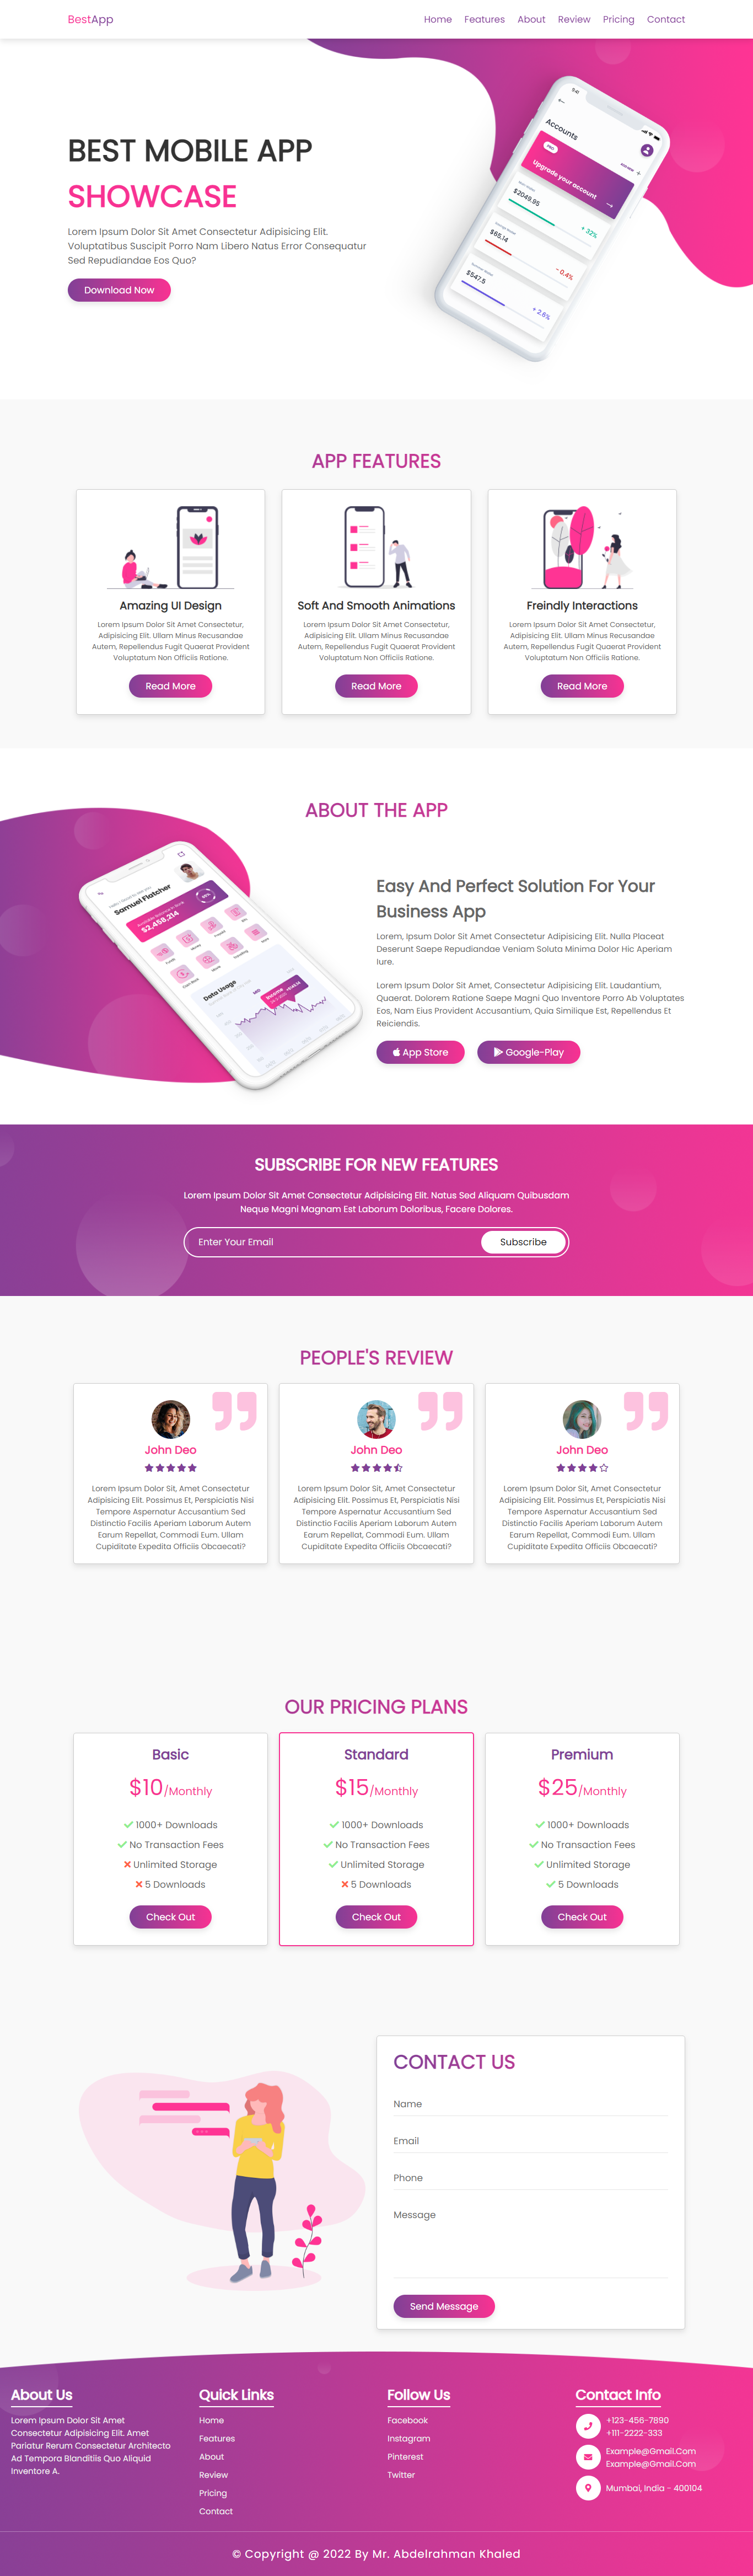 BestApp
Home Features About Review Pricing Contact
BEST MOBILE APP
SHOWCASE
Lorem Ipsum Dolor Sit Amet Consectetur Adipisicing Elit.
Voluptatibus Suscipit Porro Nam Libero Natus Error Consequatur
Sed Repudiandae Eos Quo?
Download Now
9:41
Accounts
PRO
Upgrade your account
$2049.95
+ 32%
$65.14
- 0.4%
$547.5
+ 2.6%
APP FEATURES
Amazing UI Design
Lorem Ipsum Dolor Sit Amet Consectetur,
Adipisicing Elit. Ullam Minus Recusandae
Autem, Repellendus Fugit Quaerat Provident
Voluptatum Non Officiis Ratione.
Read More
Soft And Smooth Animations
Lorem Ipsum Dolor Sit Amet Consectetur,
Adipisicing Elit. Ullam Minus Recusandae
Autem, Repellendus Fugit Quaerat Provident
Voluptatum Non Officiis Ratione.
Read More
Freindly Interactions
Lorem Ipsum Dolor Sit Amet Consectetur,
Adipisicing Elit. Ullam Minus Recusandae
Autem, Repellendus Fugit Quaerat Provident
Voluptatum Non Officiis Ratione.
Read More
ABOUT THE APP
Samuel Flatcher
$2,458,214
Data Usage
Easy And Perfect Solution For Your
Business App
Lorem, Ipsum Dolor Sit Amet Consectetur Adipisicing Elit. Nulla Placeat
Deserunt Saepe Repudiandae Veniam Soluta Minima Dolor Hic Aperiam
Iure.
Lorem Ipsum Dolor Sit Amet, Consectetur Adipisicing Elit. Laudantium,
Quaerat. Dolorem Ratione Saepe Magni Quo Inventore Porro Ab Voluptates
Eos, Nam Eius Provident Accusantium, Quia Similique Est, Repellendus Et
Reiciendis.
App Store
Google-Play
SUBSCRIBE FOR NEW FEATURES
Lorem Ipsum Dolor Sit Amet Consectetur Adipisicing Elit. Natus Sed Aliquam Quibusdam
Neque Magni Magnam Est Laborum Doloribus, Facere Dolores.
Enter Your Email
Subscribe
PEOPLE'S REVIEW
John Deo
Lorem Ipsum Dolor Sit, Amet Consectetur
Adipisicing Elit. Possimus Et, Perspiciatis Nisi
Tempore Aspernatur Accusantium Sed
Distinctio Facilis Aperiam Laborum Autem
Earum Repellat, Commodi Eum. Ullam
Cupiditate Expedita Officiis Obcaecati?
John Deo
Lorem Ipsum Dolor Sit, Amet Consectetur
Adipisicing Elit. Possimus Et, Perspiciatis Nisi
Tempore Aspernatur Accusantium Sed
Distinctio Facilis Aperiam Laborum Autem
Earum Repellat, Commodi Eum. Ullam
Cupiditate Expedita Officiis Obcaecati?
John Deo
Lorem Ipsum Dolor Sit, Amet Consectetur
Adipisicing Elit. Possimus Et, Perspiciatis Nisi
Tempore Aspernatur Accusantium Sed
Distinctio Facilis Aperiam Laborum Autem
Earum Repellat, Commodi Eum. Ullam
Cupiditate Expedita Officiis Obcaecati?
OUR PRICING PLANS
Basic
$10/Monthly
1000+ Downloads
No Transaction Fees
Unlimited Storage
5 Downloads
Check Out
Standard
$15/Monthly
1000+ Downloads
No Transaction Fees
Unlimited Storage
5 Downloads
Check Out
Premium
$25/Monthly
1000+ Downloads
No Transaction Fees
Unlimited Storage
5 Downloads
Check Out
CONTACT US
Name
Email
Phone
Message
Send Message
About Us
Lorem Ipsum Dolor Sit Amet
Consectetur Adipisicing Elit. Amet
Pariatur Rerum Consectetur Architecto
Ad Tempora Blanditiis Quo Aliquid
Inventore A.
Quick Links
Home
Features
About
Review
Pricing
Contact
Follow Us
Facebook
Instagram
Pinterest
Twitter
Contact Info
+123-456-7890
+111-2222-333
Example@Gmail.Com
Example@Gmail.Com
Mumbai, India - 400104
© Copyright @ 2022 By Mr. Abdelrahman Khaled